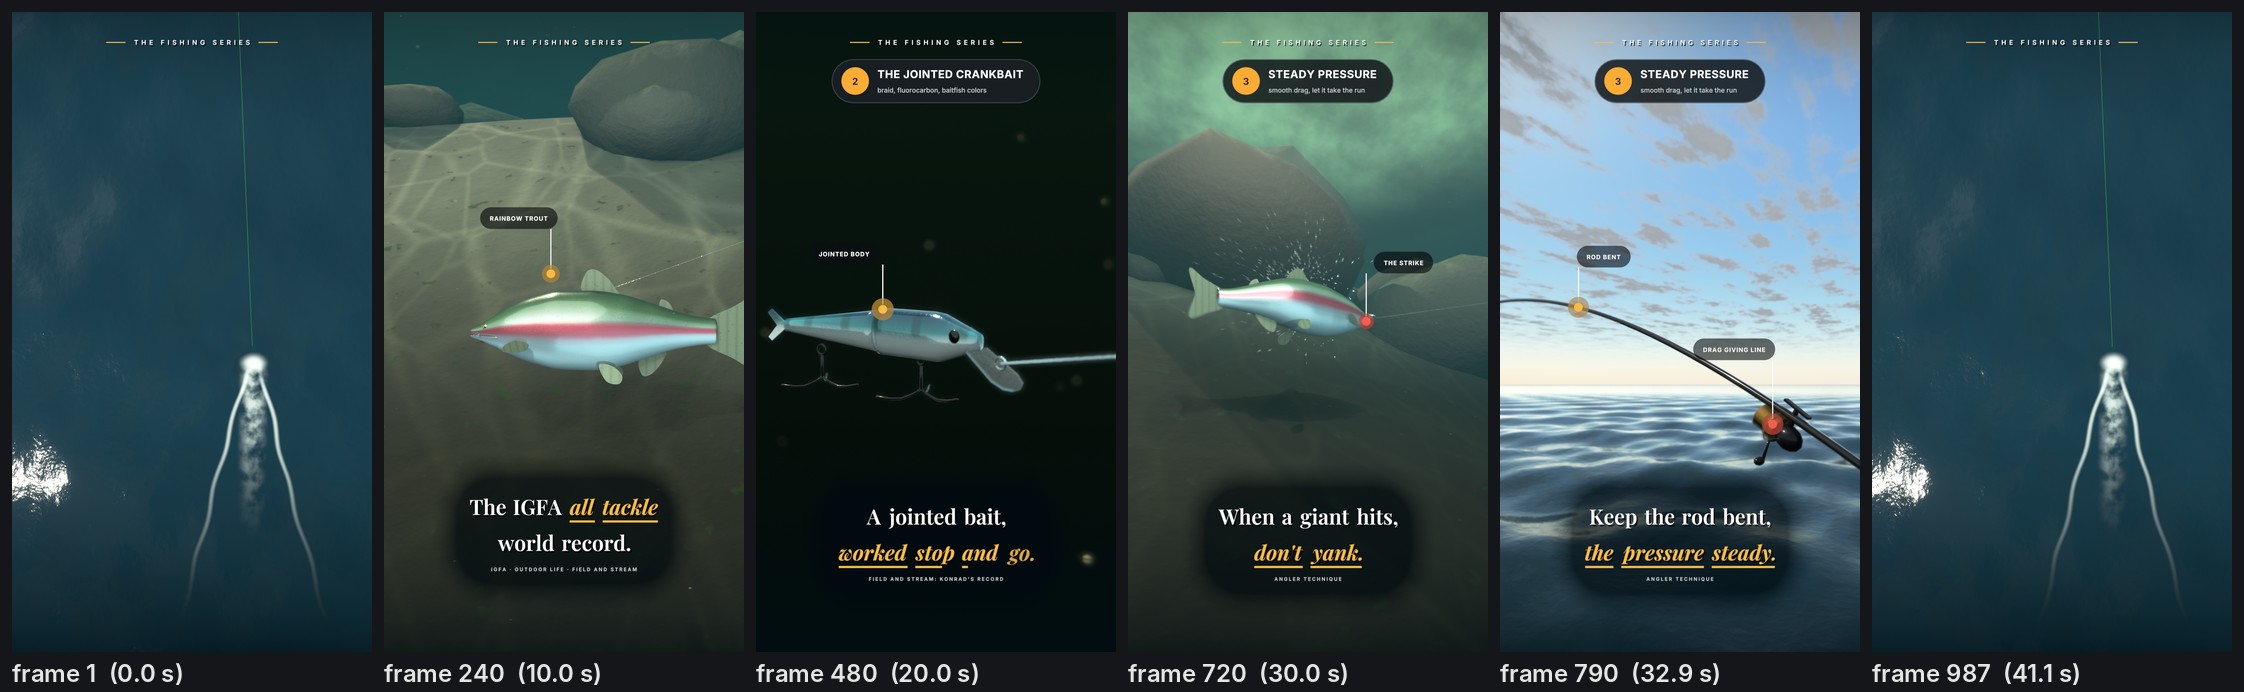 THE FISHING SERIES
frame 1 (0.0 s)
THE FISHING SERIES
RAINBOW TROUT
The IGFA all tackle
world record.
IGFA · OUTDOOR LIFE · FIELD AND STREAM
frame 240 (10.0 s)
THE FISHING SERIES
2
THE JOINTED CRANKBAIT
braid, fluorocarbon, baitfish colors
JOINTED BODY
A jointed bait,
worked stop and go.
FIELD AND STREAM: KONRAD'S RECORD
frame 480 (20.0 s)
THE FISHING SERIES
3
STEADY PRESSURE
smooth drag, let it take the run
THE STRIKE
When a giant hits,
don't yank.
ANGLER TECHNIQUE
frame 720 (30.0 s)
THE FISHING SERIES
3
STEADY PRESSURE
smooth drag, let it take the run
ROD BENT
DRAG GIVING LINE
Keep the rod bent,
the pressure steady.
ANGLER TECHNIQUE
frame 790 (32.9 s)
THE FISHING SERIES
frame 987 (41.1 s)